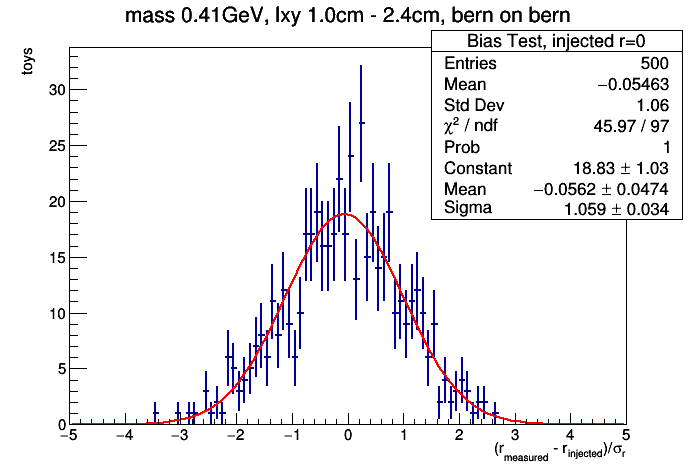 mass 0.41GeV, lxy 1.0cm - 2.4cm, bern on bern
toys
Bias Test, injected r=0
Entries 500
Mean −0.05463
Std Dev 1.06
χ² / ndf 45.97 / 97
Prob 1
Constant 18.83 ± 1.03
Mean −0.0562 ± 0.0474
Sigma 1.059 ± 0.034
30
25
20
15
10
5
0
−5 −4 −3 −2 −1 0 1 2 3 4 5
(r_measured - r_injected)/σ_r